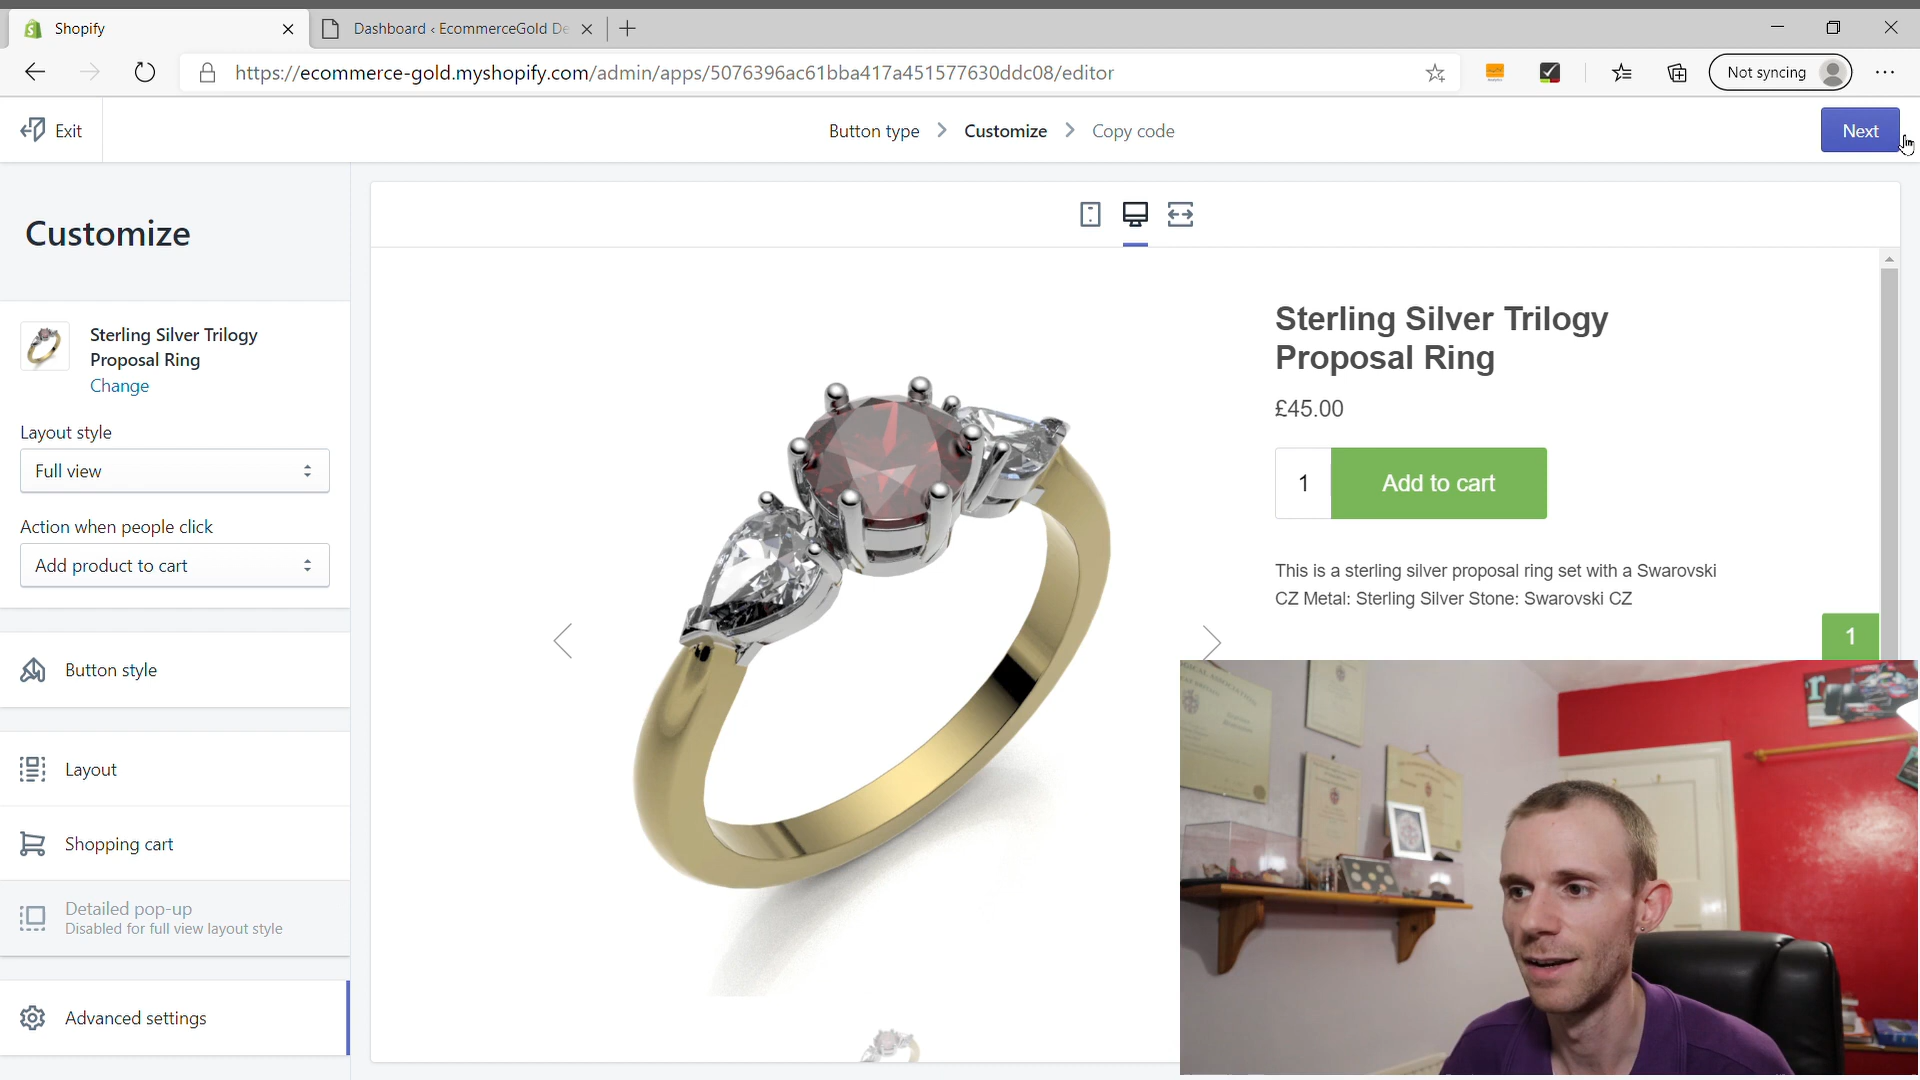 Shopify
Dashboard ‹ EcommerceGold De
https://ecommerce-gold.myshopify.com/admin/apps/5076396ac61bba417a451577630ddc08/editor
Not syncing
Exit
Button type
Customize
Copy code
Next
Customize
Sterling Silver Trilogy
Proposal Ring
Change
Layout style
Full view
Action when people click
Add product to cart
Button style
Layout
Shopping cart
Detailed pop-up
Disabled for full view layout style
Advanced settings
Sterling Silver Trilogy
Proposal Ring
£45.00
1
Add to cart
This is a sterling silver proposal ring set with a Swarovski
CZ Metal: Sterling Silver Stone: Swarovski CZ
1